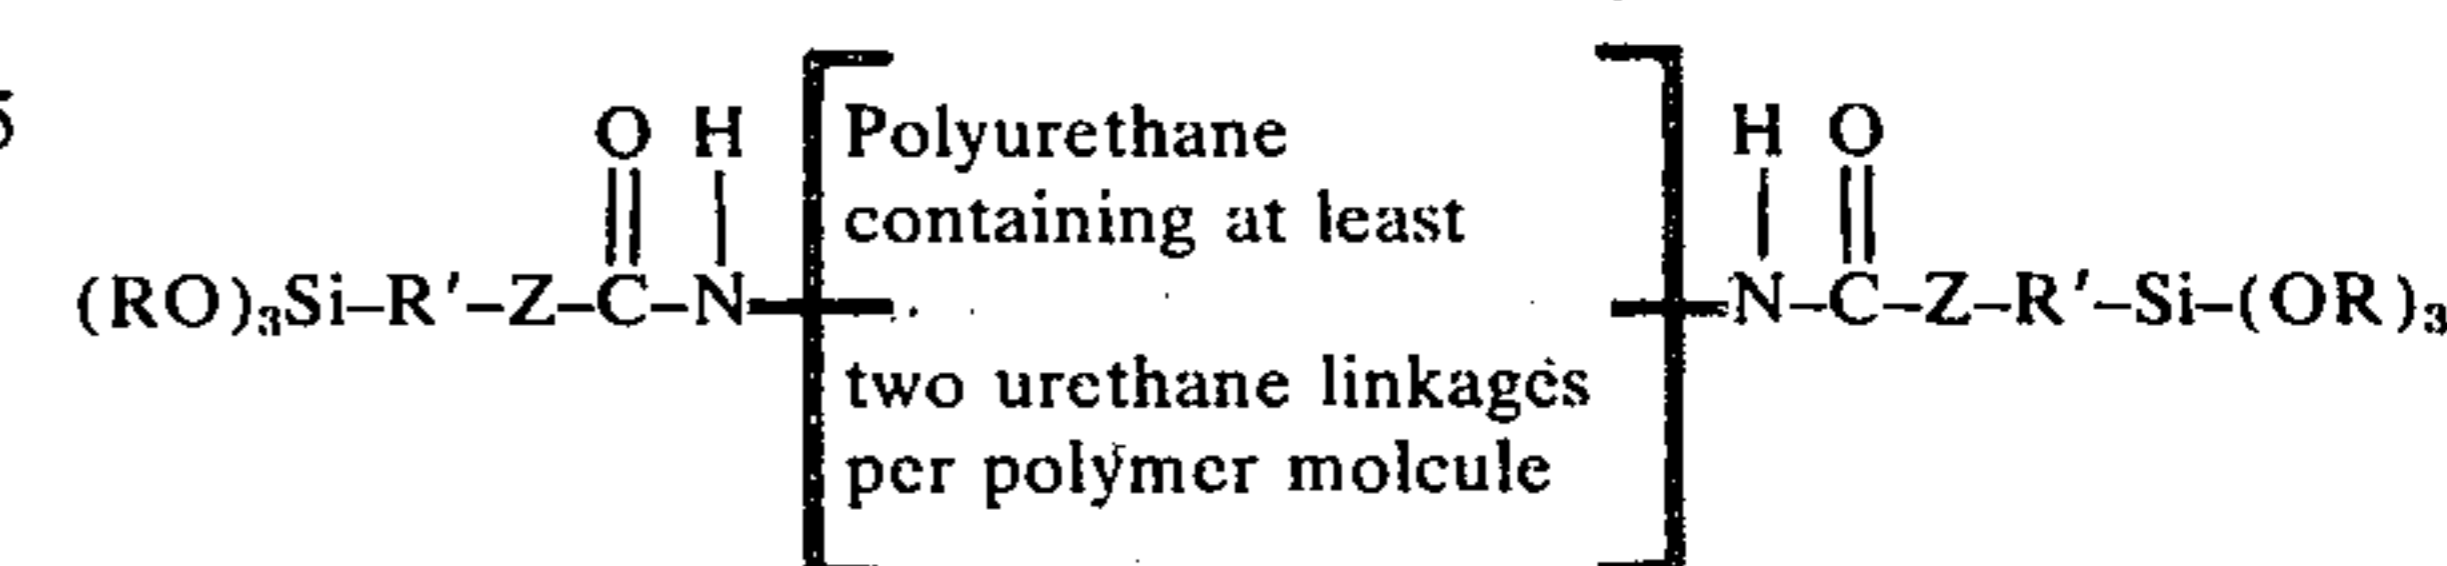 5
O H
H O
Polyurethane
containing at least
(RO)₃Si–R′–Z–C–N
N–C–Z–R′–Si–(OR)₃
two urethane linkages
per polymer molcule